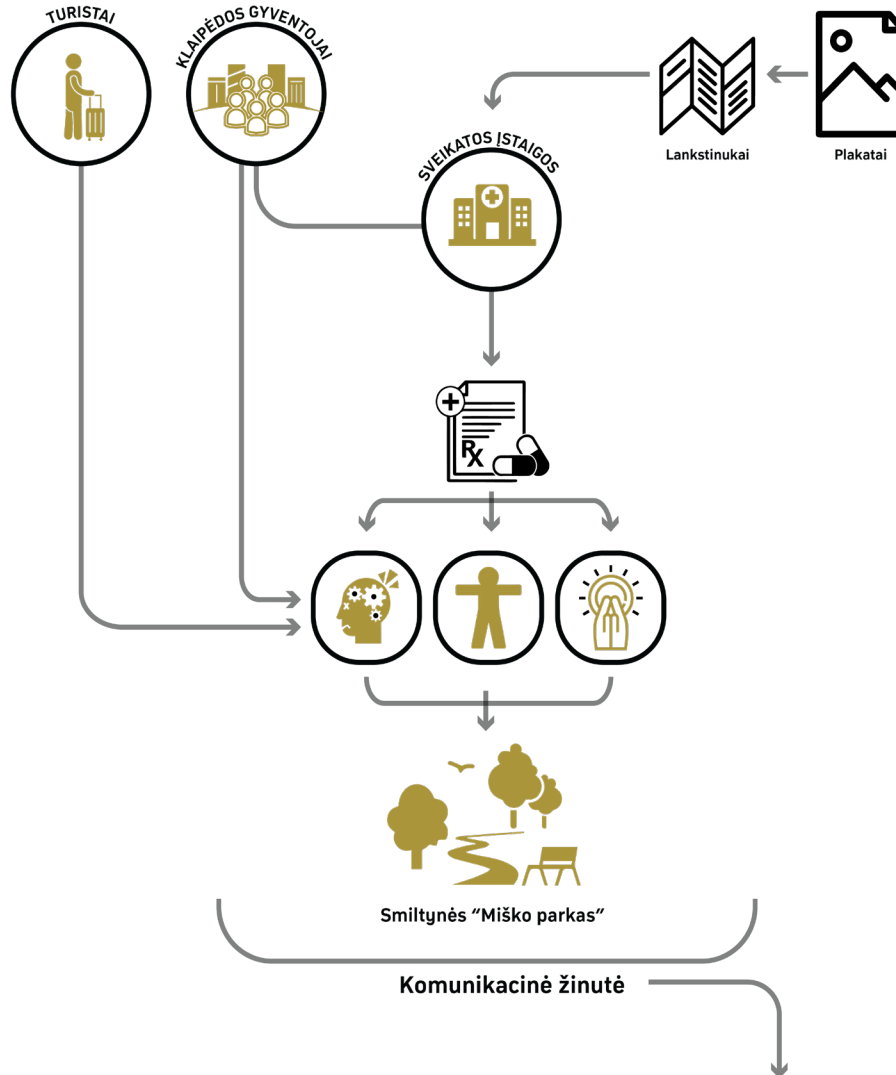 TURISTAI
KLAIPĖDOS GYVENTOJAI
SVEIKATOS ĮSTAIGOS
Lankstinukai
Plakatai
RX
Smiltynės “Miško parkas”
Komunikacinė žinutė